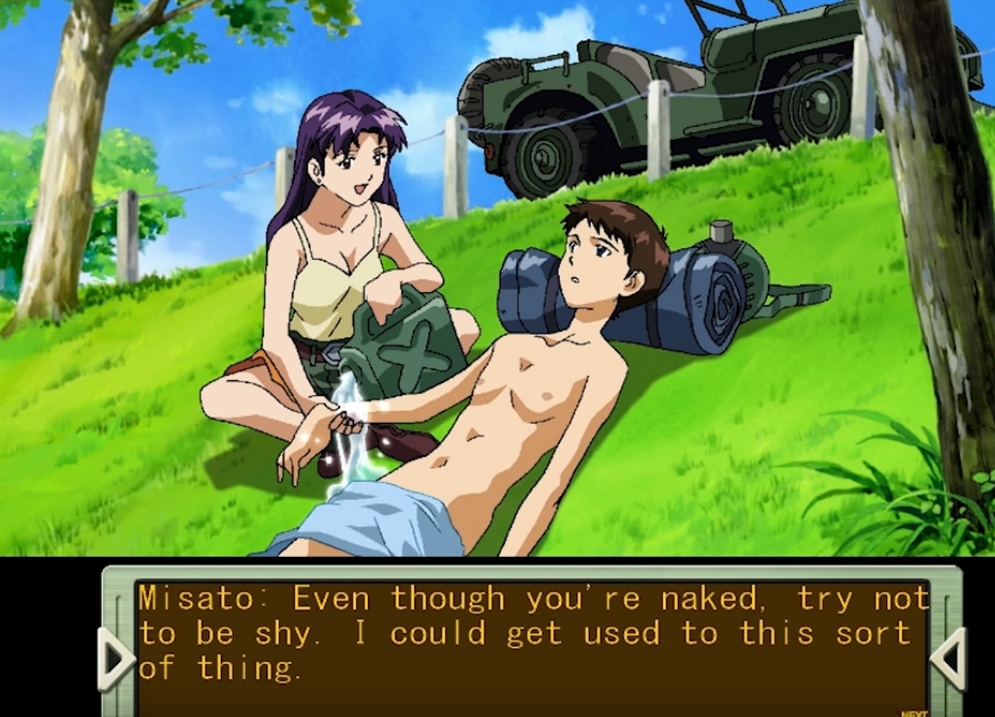 Misato: Even though you're naked, try not
to be shy. I could get used to this sort
of thing.
NEXT